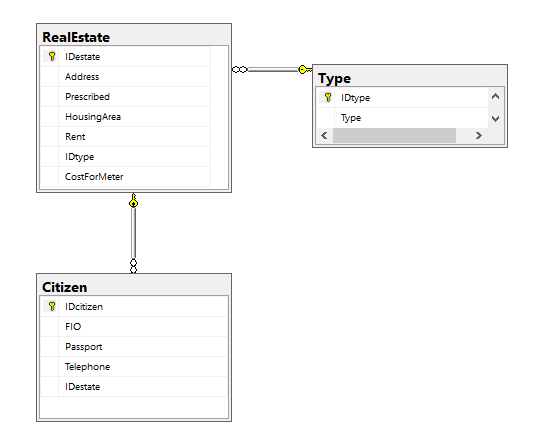 RealEstate
IDestate
Address
Prescribed
HousingArea
Rent
IDtype
CostForMeter
Type
IDtype
Type
Citizen
IDcitizen
FIO
Passport
Telephone
IDestate